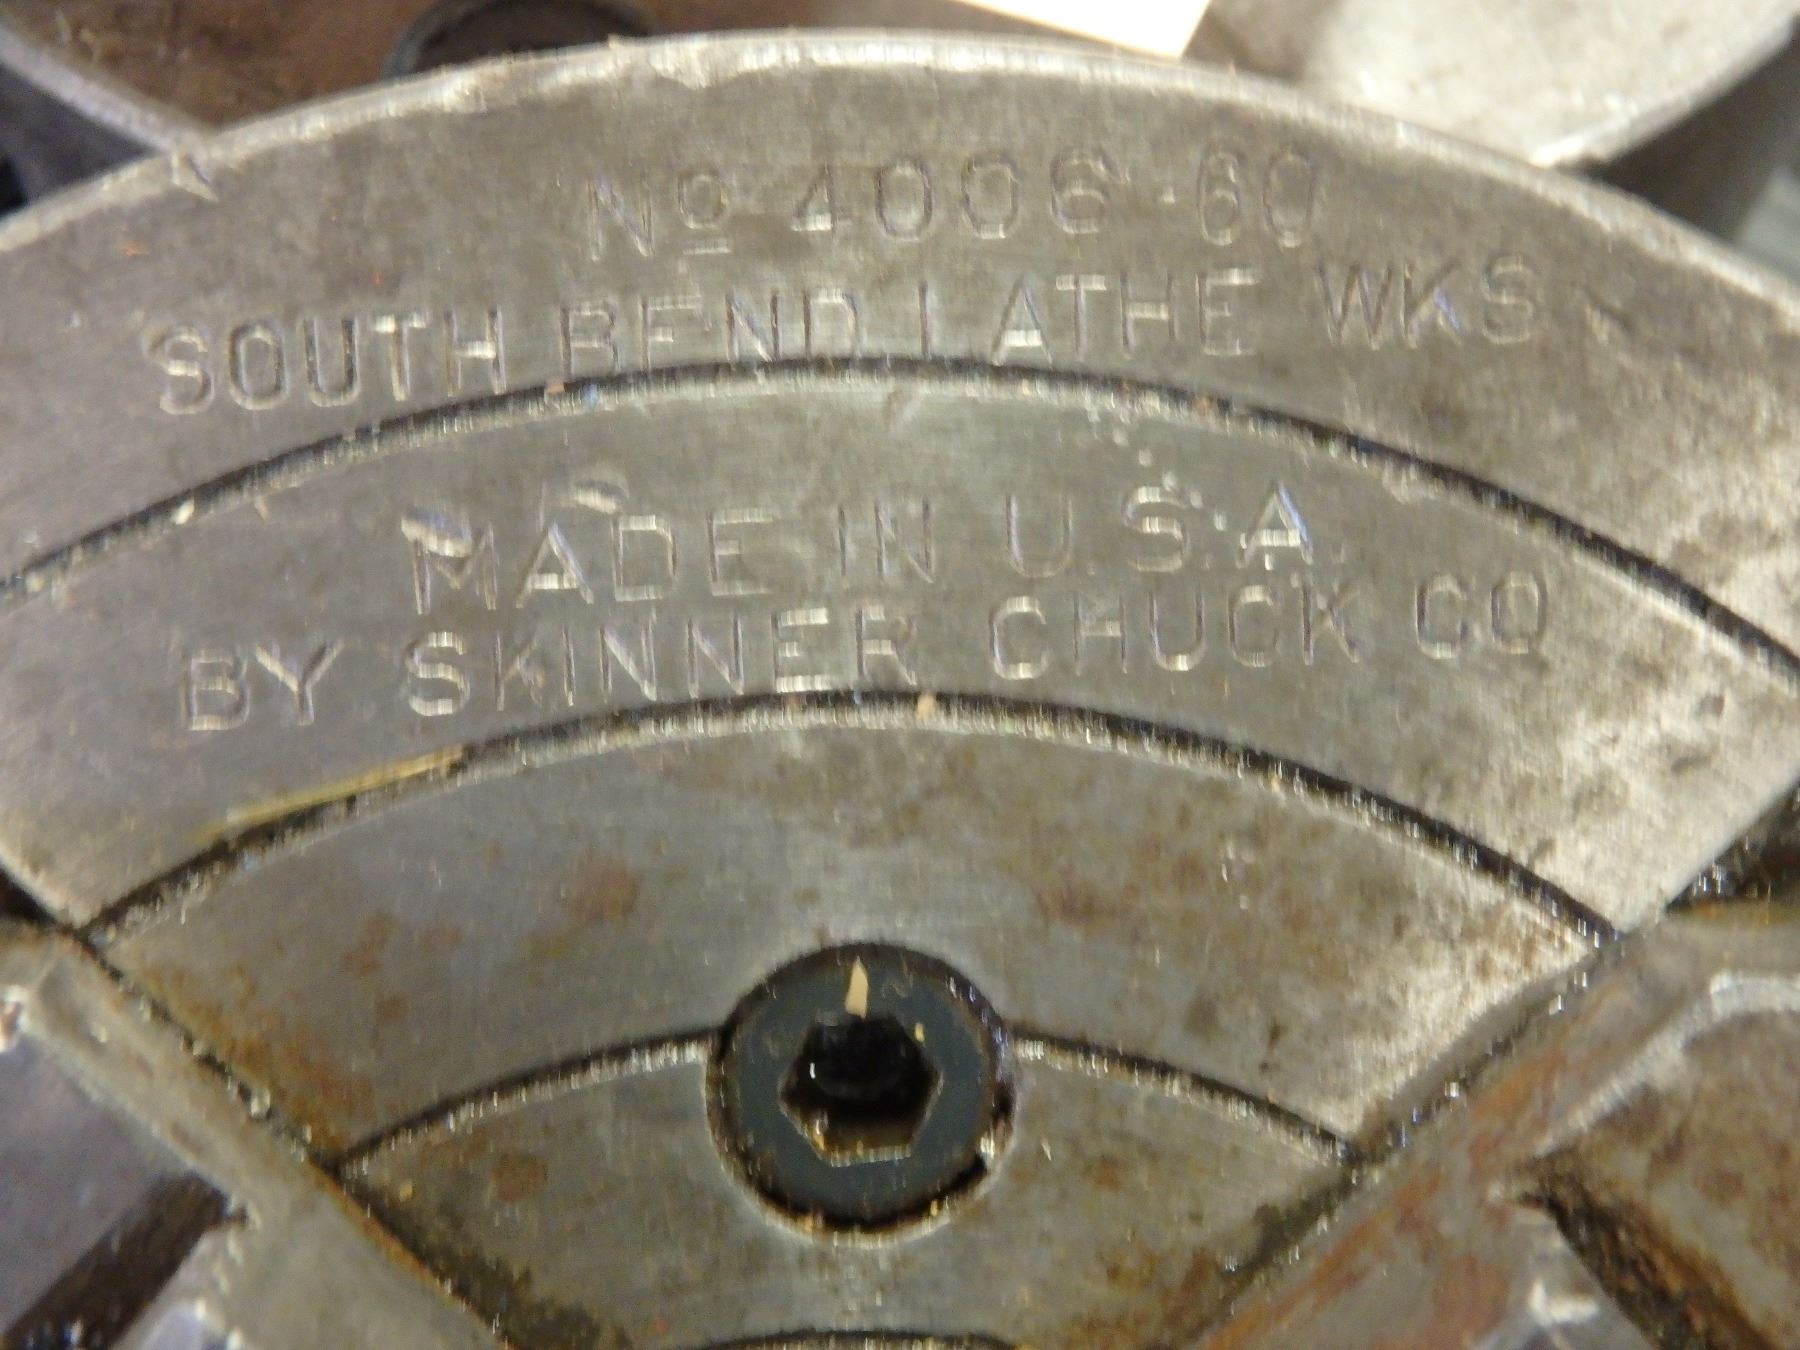 Nº 4006-60
SOUTH BEND LATHE WKS
MADE IN U.S.A.
BY SKINNER CHUCK CO